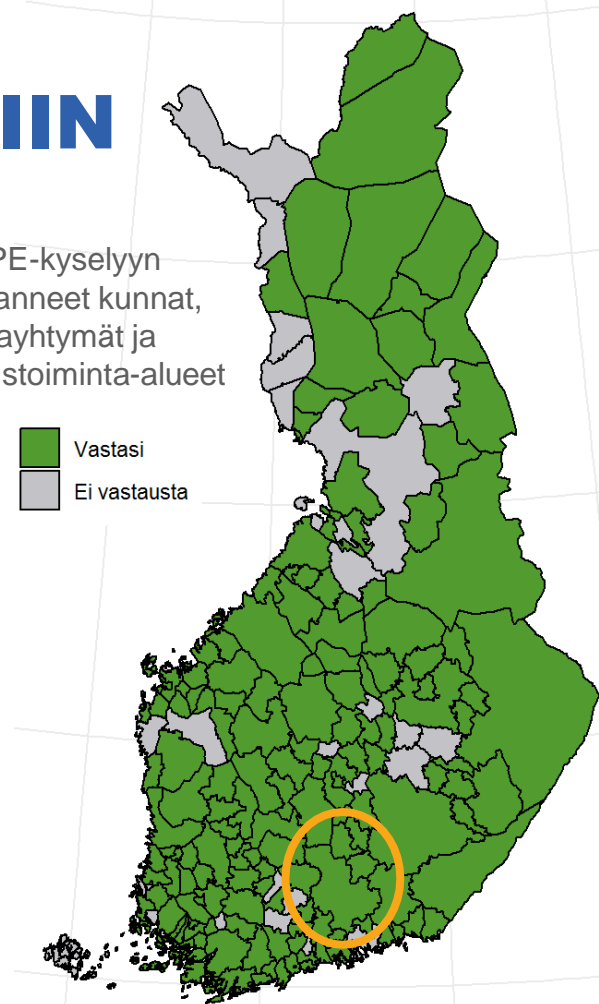 IIN
PE-kyselyyn
anneet kunnat,
ayhtymät ja
stoiminta-alueet
Vastasi
Ei vastausta